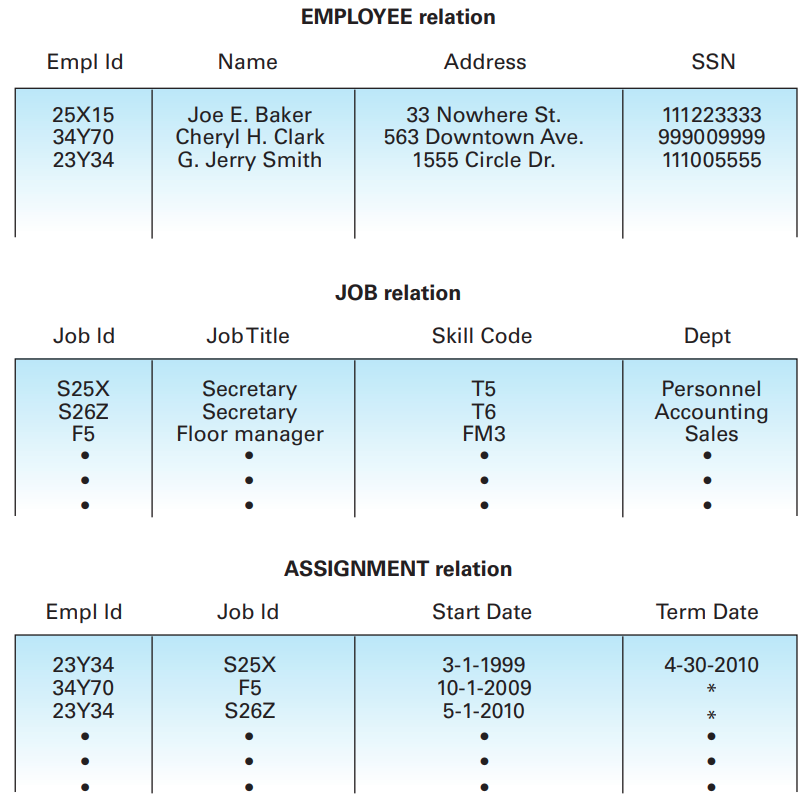 EMPLOYEE relation
Empl Id Name Address SSN
25X15 Joe E. Baker 33 Nowhere St. 111223333
34Y70 Cheryl H. Clark 563 Downtown Ave. 999009999
23Y34 G. Jerry Smith 1555 Circle Dr. 111005555
JOB relation
Job Id Job Title Skill Code Dept
S25X Secretary T5 Personnel
S26Z Secretary T6 Accounting
F5 Floor manager FM3 Sales
• • • •
• • • •
• • • •
ASSIGNMENT relation
Empl Id Job Id Start Date Term Date
23Y34 S25X 3-1-1999 4-30-2010
34Y70 F5 10-1-2009 *
23Y34 S26Z 5-1-2010 *
• • • •
• • • •
• • • •